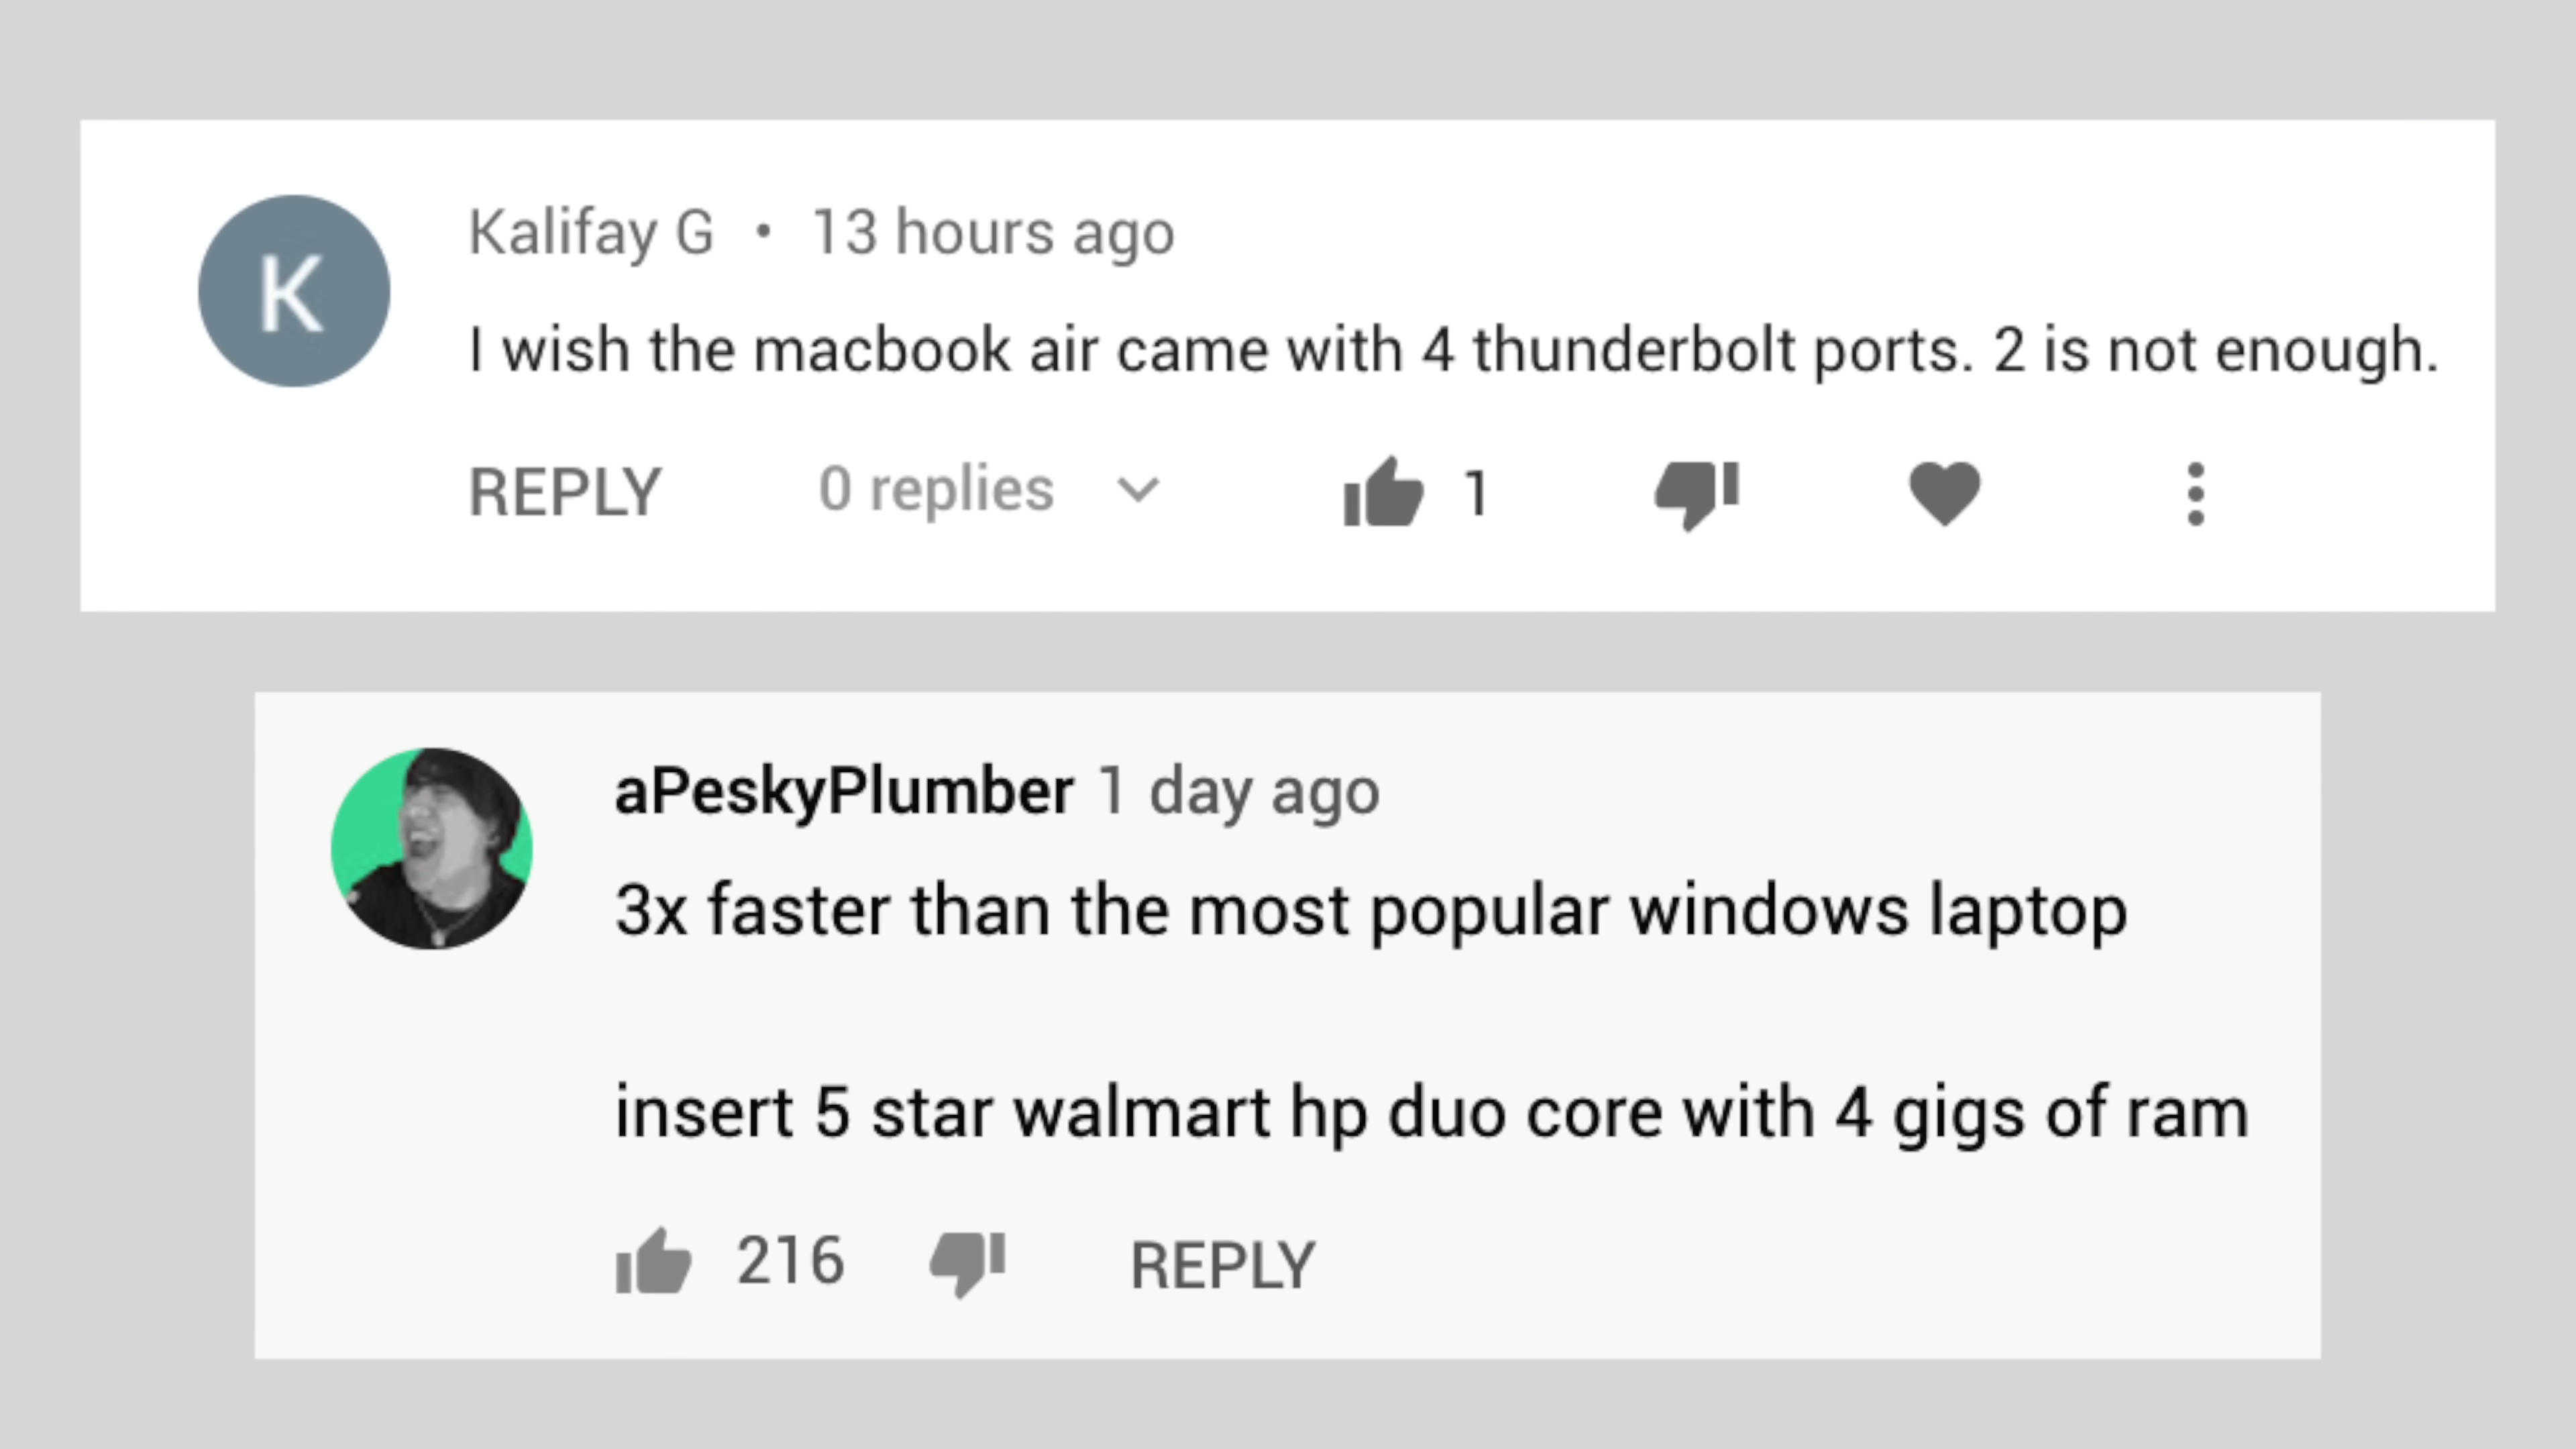 K
Kalifay G • 13 hours ago
I wish the macbook air came with 4 thunderbolt ports. 2 is not enough.
REPLY 0 replies 1
aPeskyPlumber 1 day ago
3x faster than the most popular windows laptop
insert 5 star walmart hp duo core with 4 gigs of ram
216 REPLY